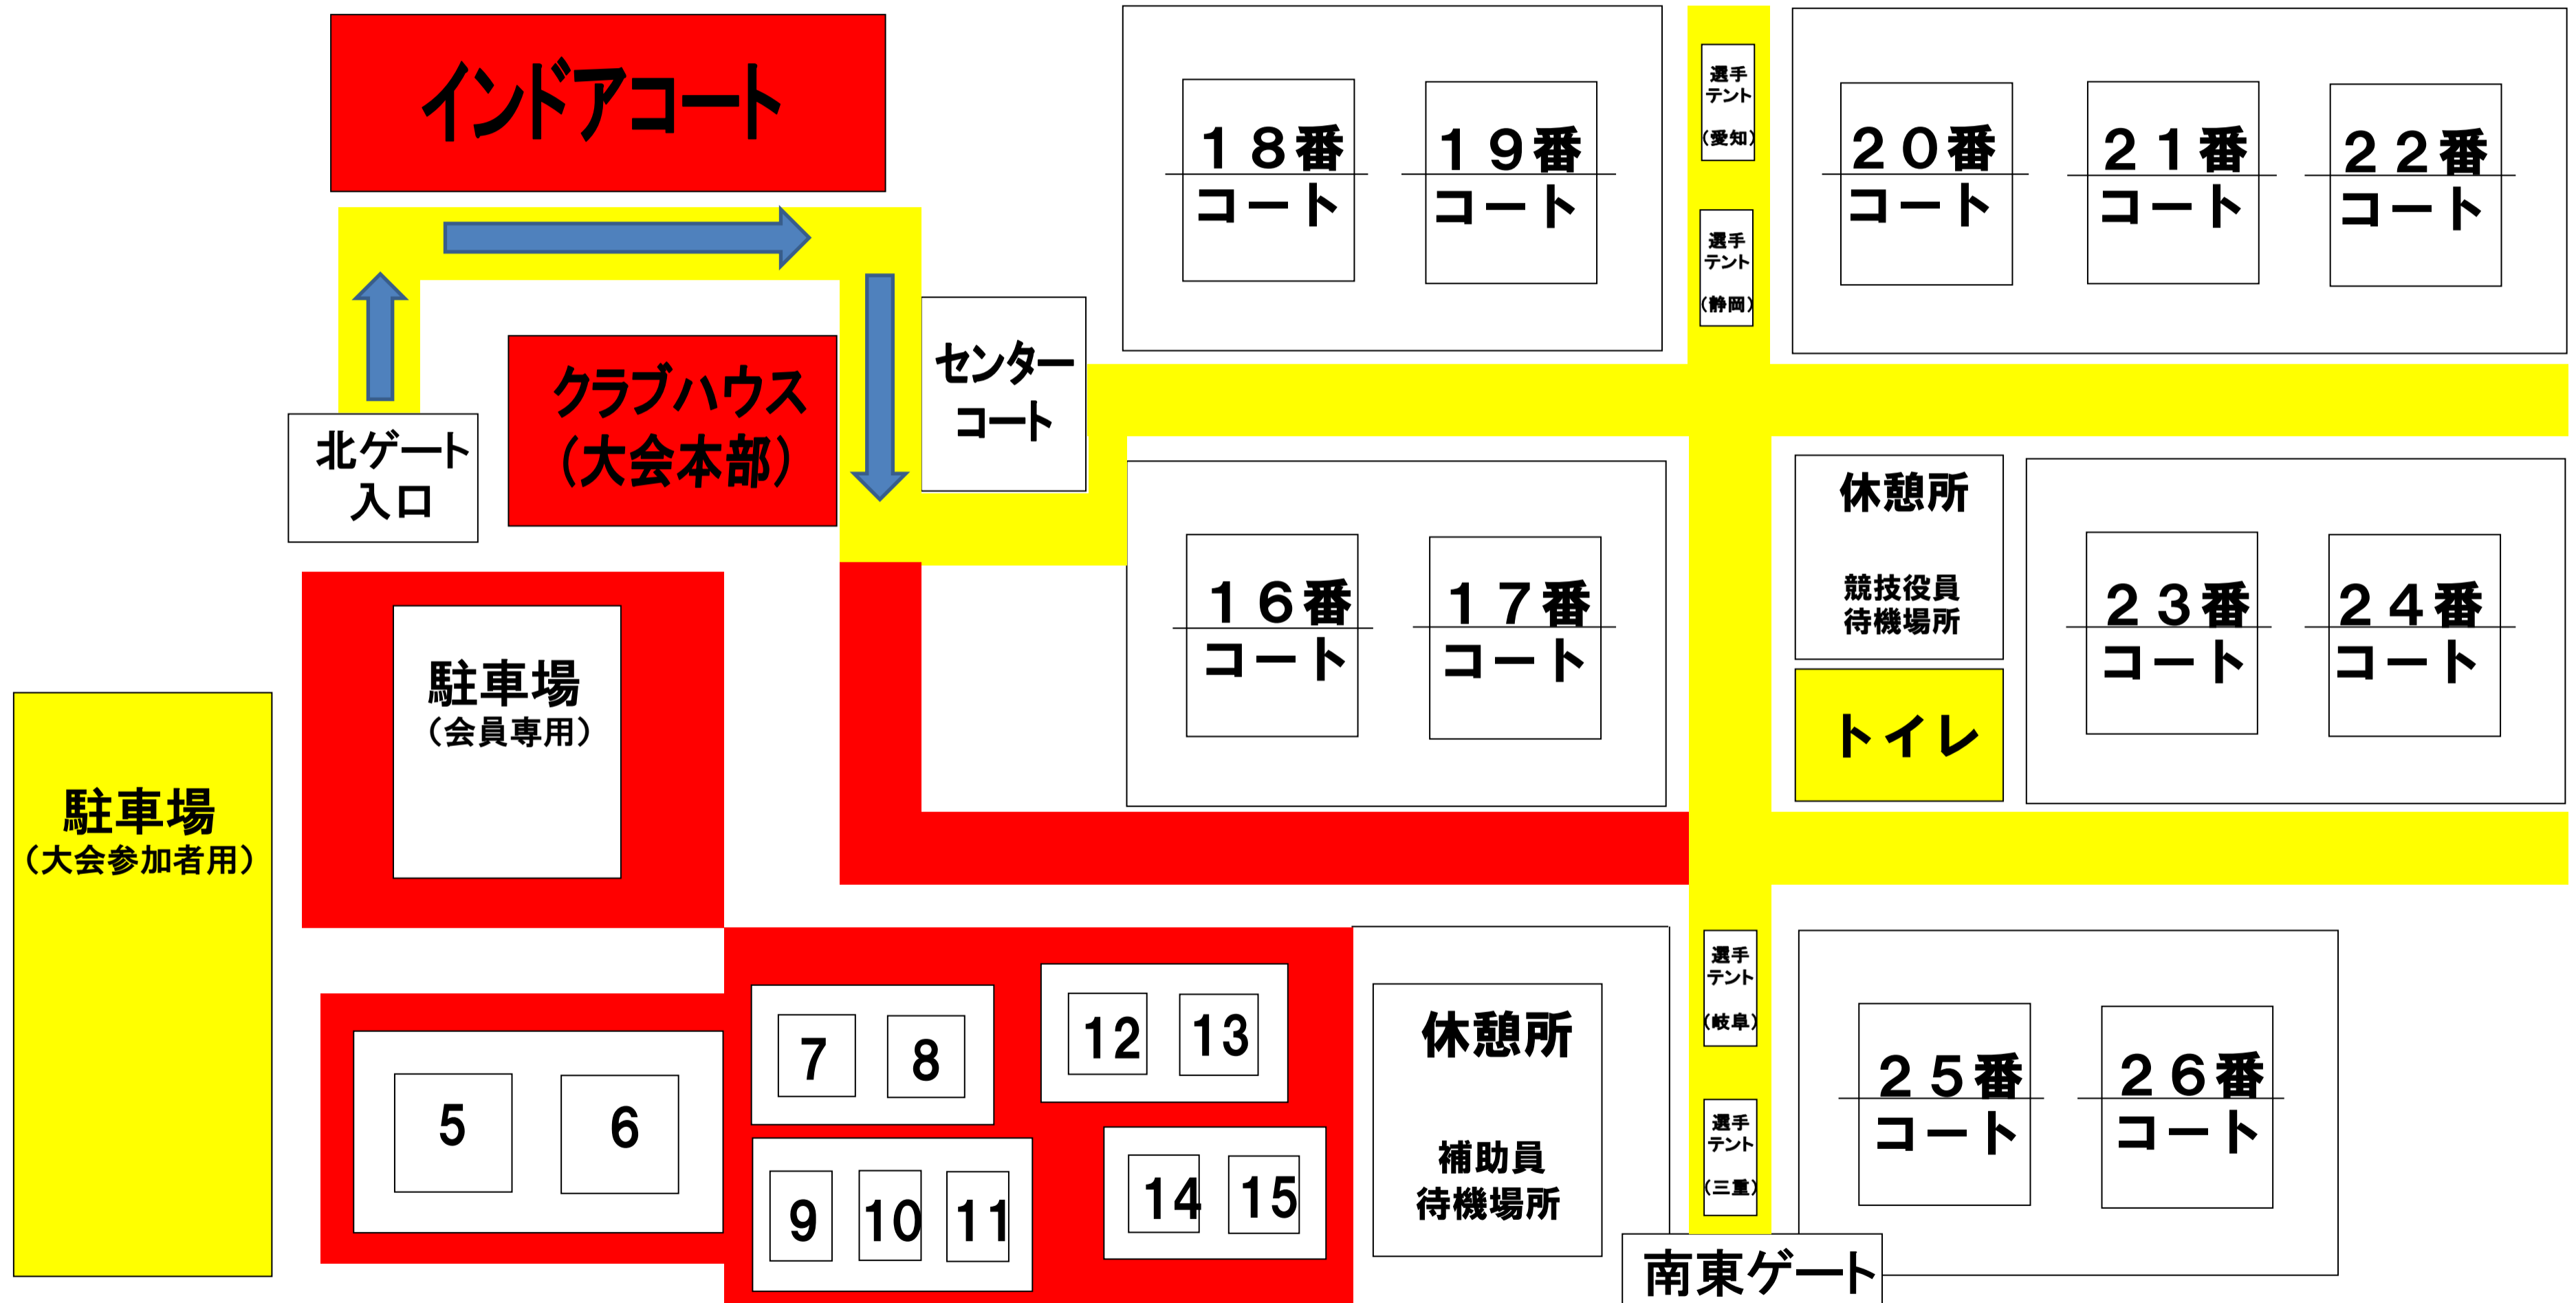 インドアコート
１８番
コート
１９番
コート
選手
テント
（愛知）
選手
テント
（静岡）
２０番
コート
２１番
コート
２２番
コート
北ゲート
入口
クラブハウス
（大会本部）
センター
コート
１６番
コート
１７番
コート
休憩所
競技役員
待機場所
トイレ
２３番
コート
２４番
コート
駐車場
（会員専用）
駐車場
（大会参加者用）
5
6
7
8
9
10
11
12
13
14
15
休憩所
補助員
待機場所
選手
テント
（岐阜）
選手
テント
（三重）
２５番
コート
２６番
コート
南東ゲート